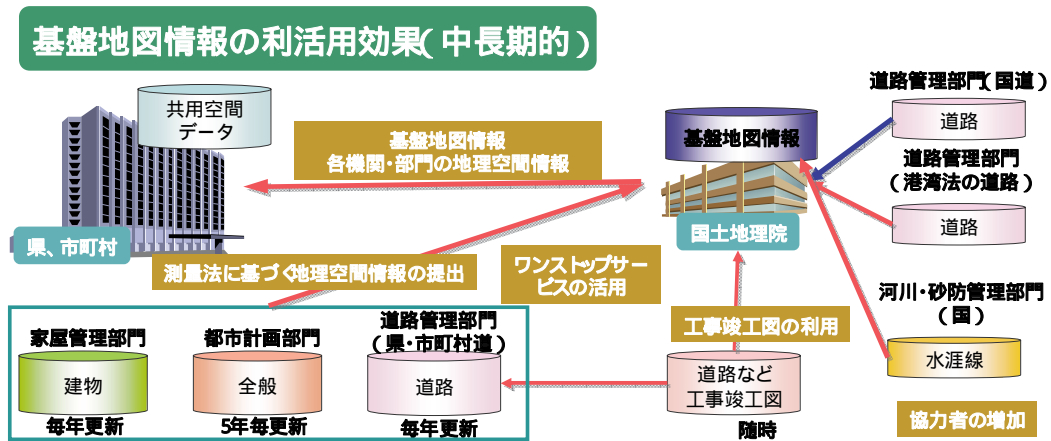 基盤地図情報の利活用効果(中長期的)
共用空間
データ
県、市町村
基盤地図情報
各機関・部門の地理空間情報
基盤地図情報
国土地理院
道路管理部門(国道)
道路
道路管理部門
(港湾法の道路)
道路
測量法に基づく地理空間情報の提出
ワンストップサー
ビスの活用
工事竣工図の利用
河川・砂防管理部門
(国)
水涯線
家屋管理部門
建物
毎年更新
都市計画部門
全般
5年毎更新
道路管理部門
(県・市町村道)
道路
毎年更新
道路など
工事竣工図
随時
協力者の増加